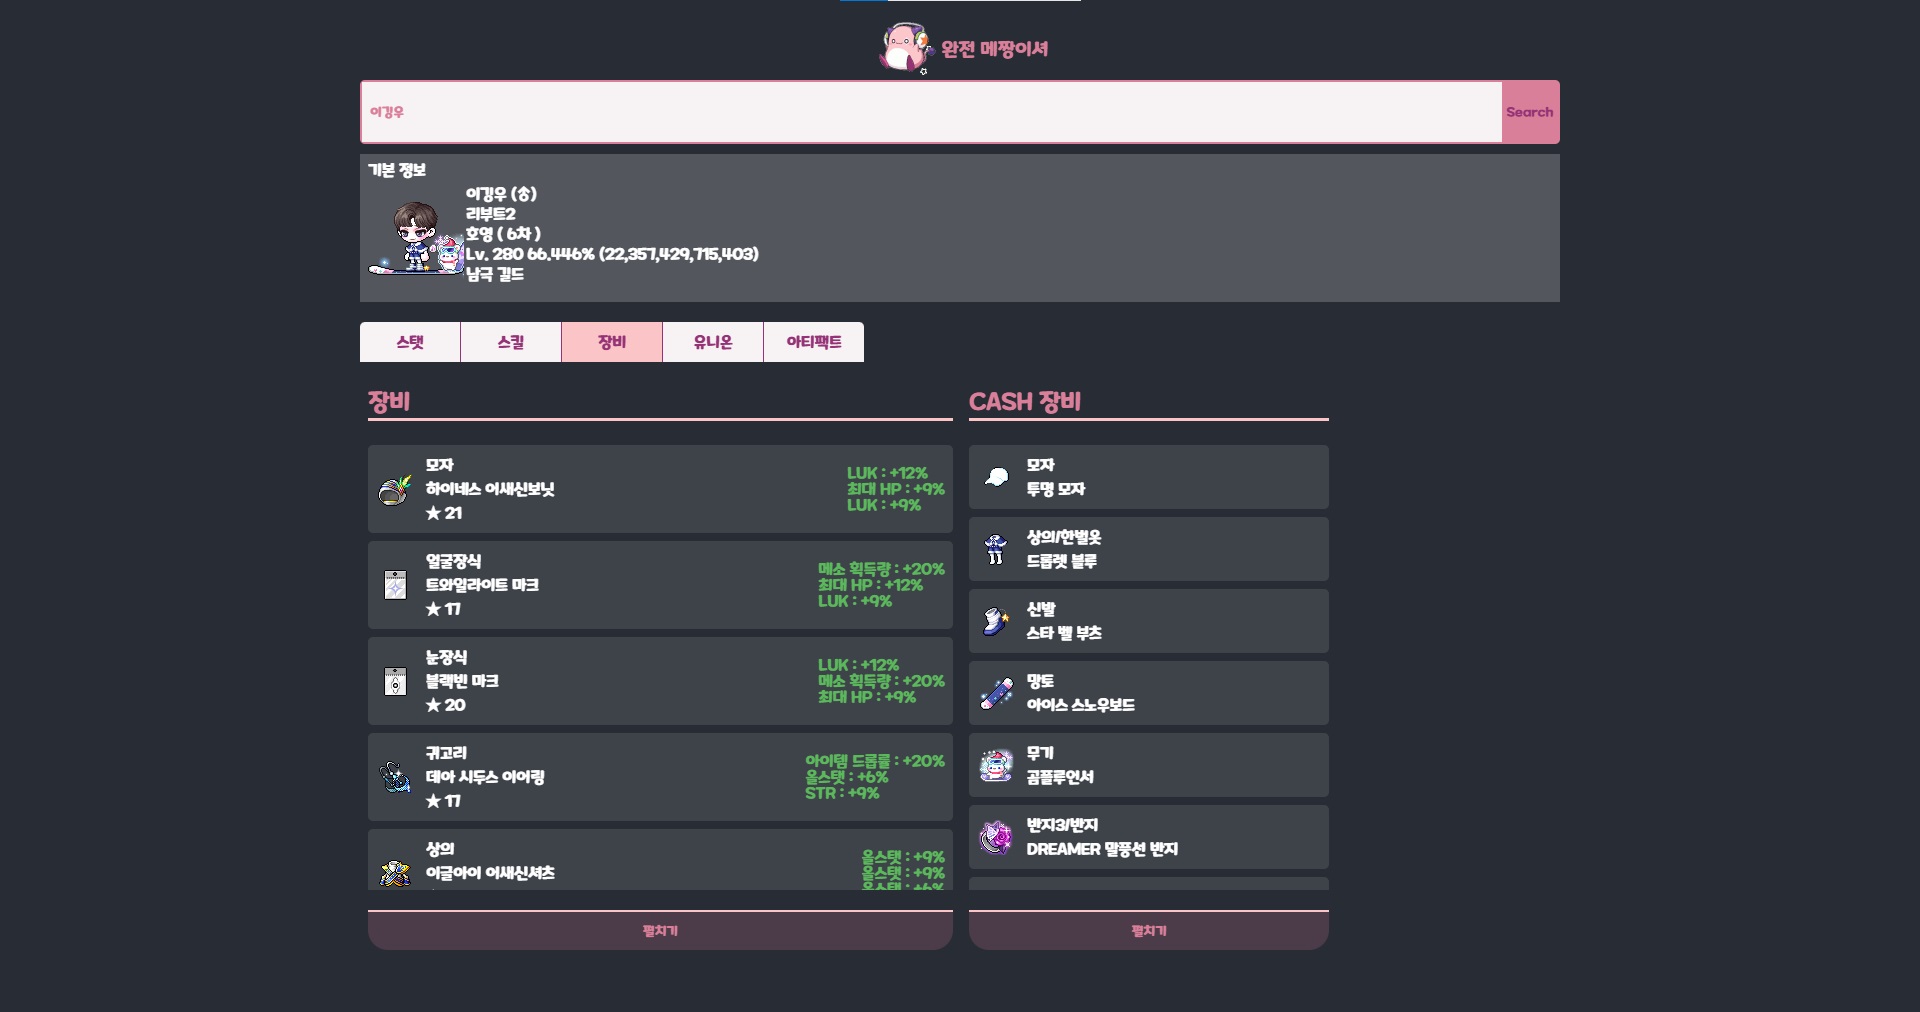 완전 메짱이셔
이깅우
Search
기본 정보
이깅우 (송)
리부트2
호영 ( 6차 )
Lv. 280 66.446% (22,357,429,715,403)
남극 길드
스탯
스킬
장비
유니온
아티팩트
장비
모자
하이네스 어새신보닛
★ 21
LUK : +12%
최대 HP : +9%
LUK : +9%
얼굴장식
트와일라이트 마크
★ 17
메소 획득량 : +20%
최대 HP : +12%
LUK : +9%
눈장식
블랙빈 마크
★ 20
LUK : +12%
메소 획득량 : +20%
최대 HP : +9%
귀고리
데아 시두스 이어링
★ 17
아이템 드롭률 : +20%
올스탯 : +6%
STR : +9%
상의
이글아이 어새신셔츠
올스탯 : +9%
올스탯 : +9%
올스탯 : +6%
펼치기
CASH 장비
모자
투명 모자
상의/한벌옷
드롭렛 블루
신발
스타 벨 부츠
망토
아이스 스노우보드
무기
곰플루언서
반지3/반지
DREAMER 말풍선 반지
펼치기